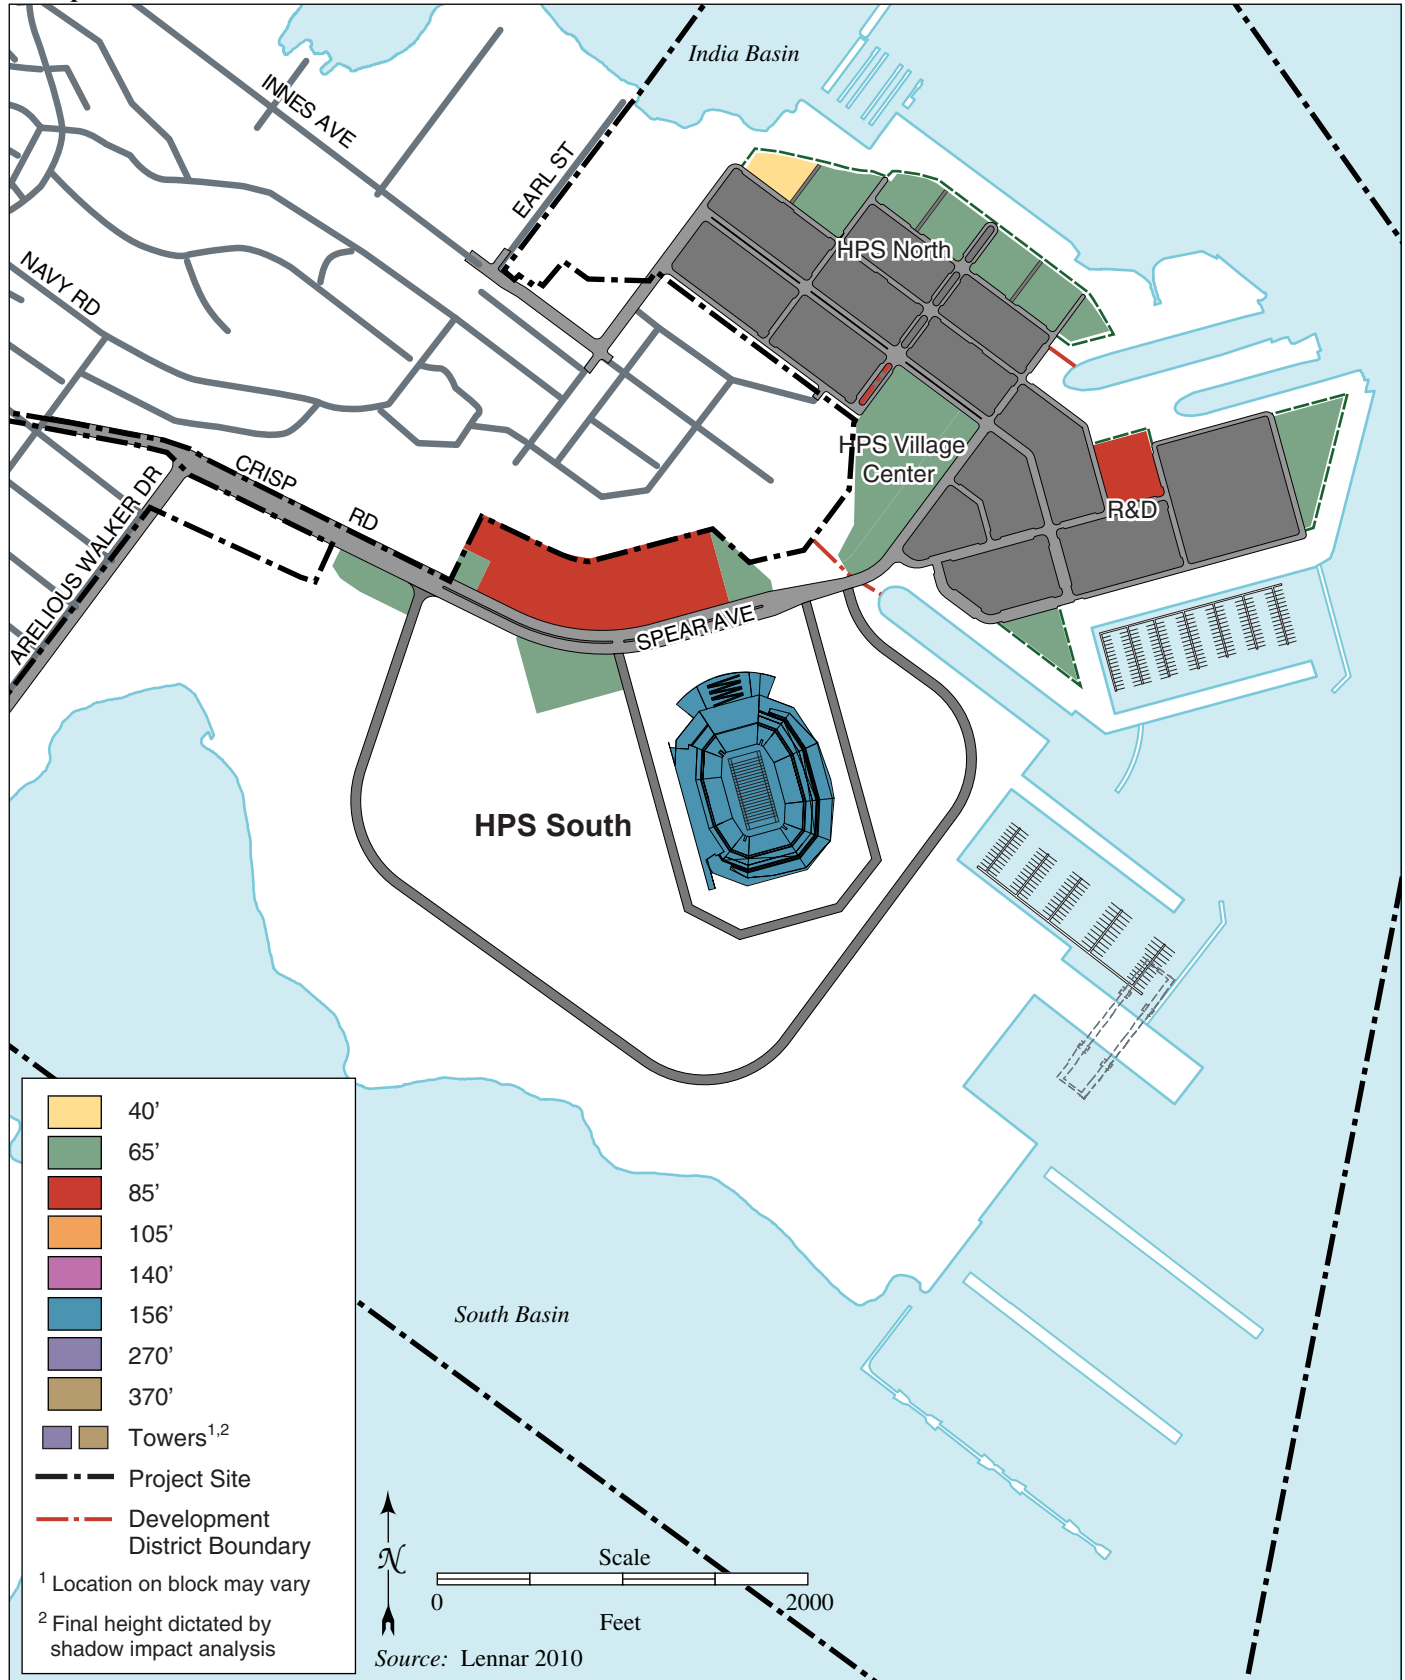 India Basin
INNES AVE
EARL ST
HPS North
NAVY RD
HPS Village
Center
CRISP
RD
R&D
ARELIOUS WALKER DR
SPEAR AVE
HPS South
40’
65’
85’
105’
140’
156’
270’
370’
Towers1,2
Project Site
Development
District Boundary
1 Location on block may vary
2 Final height dictated by
shadow impact analysis
South Basin
N
Scale
0 2000
Feet
Source: Lennar 2010